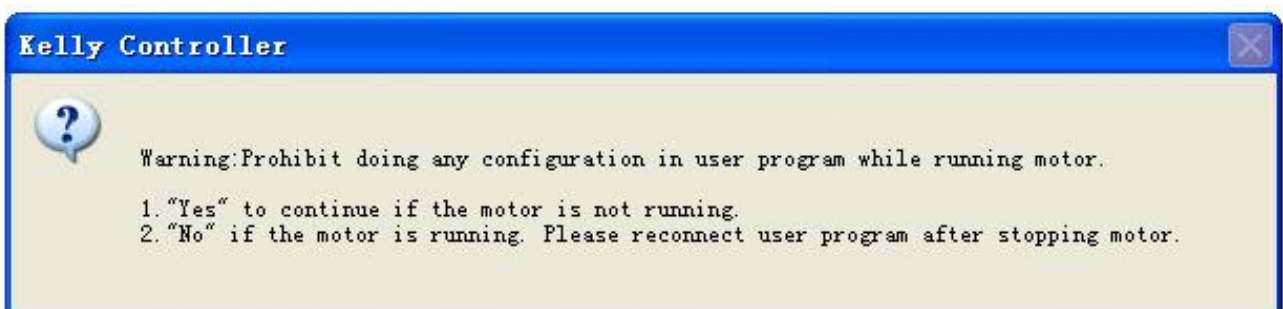 Kelly Controller
?
Warning:Prohibit doing any configuration in user program while running motor.
1."Yes" to continue if the motor is not running.
2."No" if the motor is running. Please reconnect user program after stopping motor.